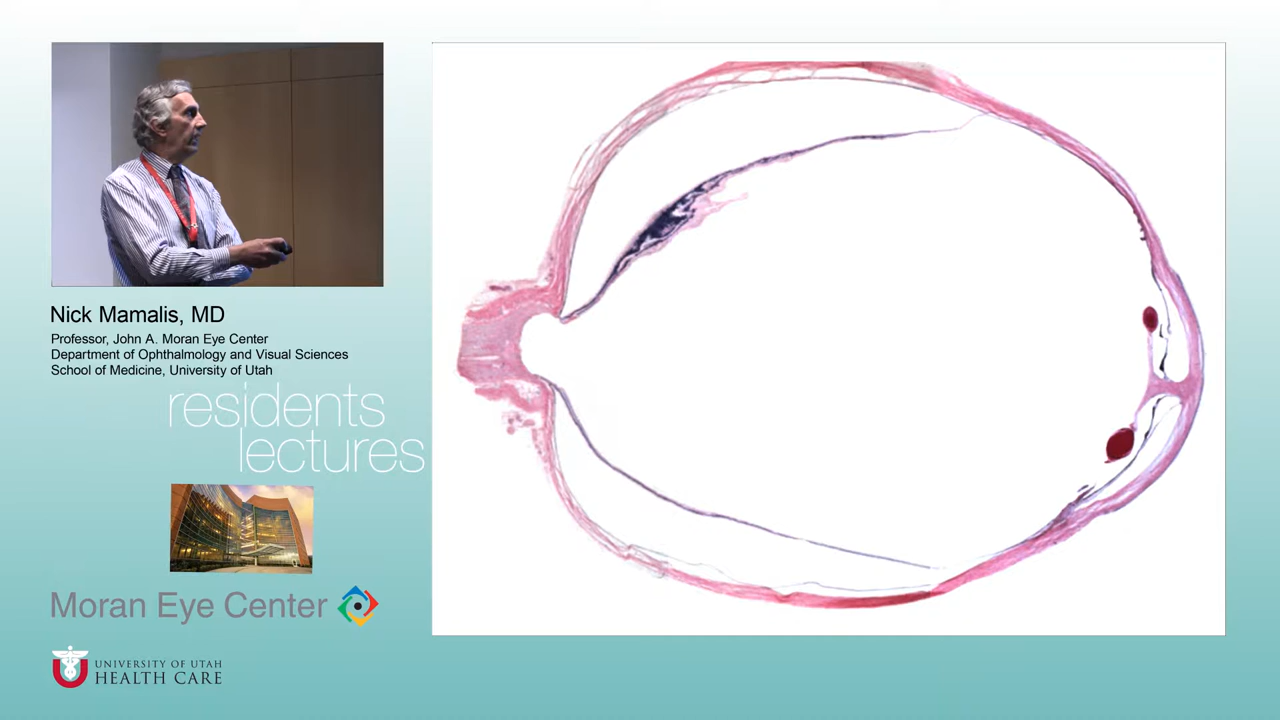 Nick Mamalis, MD
Professor, John A. Moran Eye Center
Department of Ophthalmology and Visual Sciences
School of Medicine, University of Utah
residents
lectures
Moran Eye Center
UNIVERSITY OF UTAH
HEALTH CARE